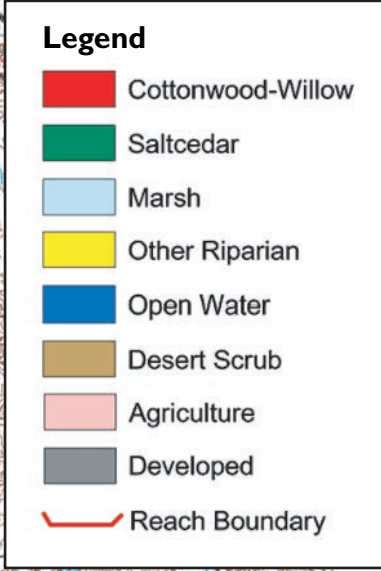 Legend
Cottonwood-Willow
Saltcedar
Marsh
Other Riparian
Open Water
Desert Scrub
Agriculture
Developed
Reach Boundary